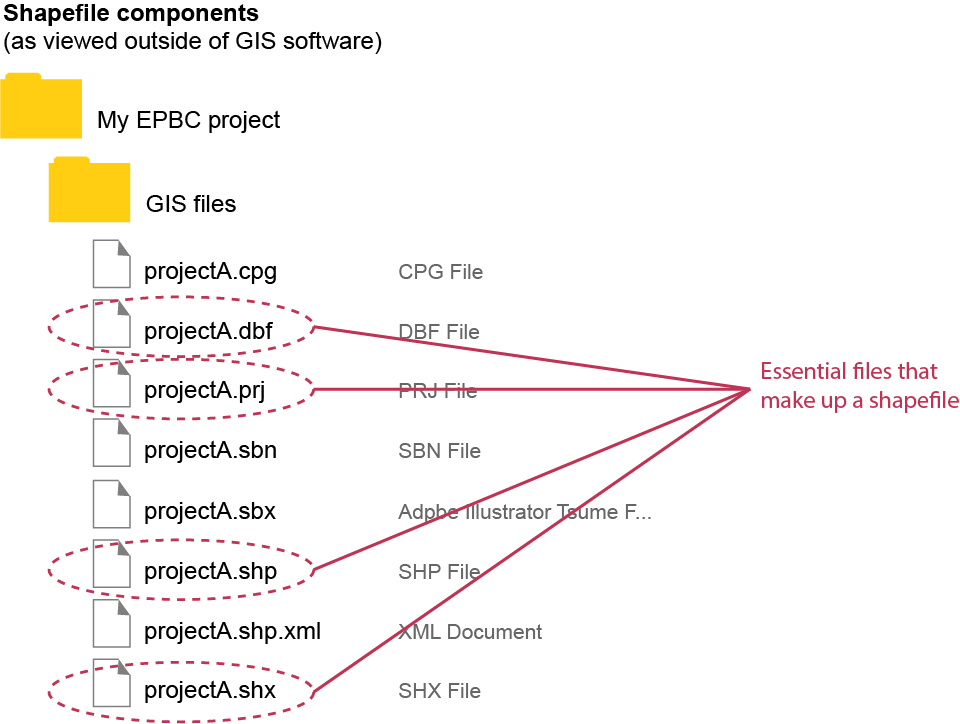 Shapefile components
(as viewed outside of GIS software)
My EPBC project
GIS files
projectA.cpg CPG File
projectA.dbf DBF File
projectA.prj PRJ File
Essential files that
make up a shapefile
projectA.sbn SBN File
projectA.sbx Adpbe Illustrator Tsume F...
projectA.shp SHP File
projectA.shp.xml XML Document
projectA.shx SHX File